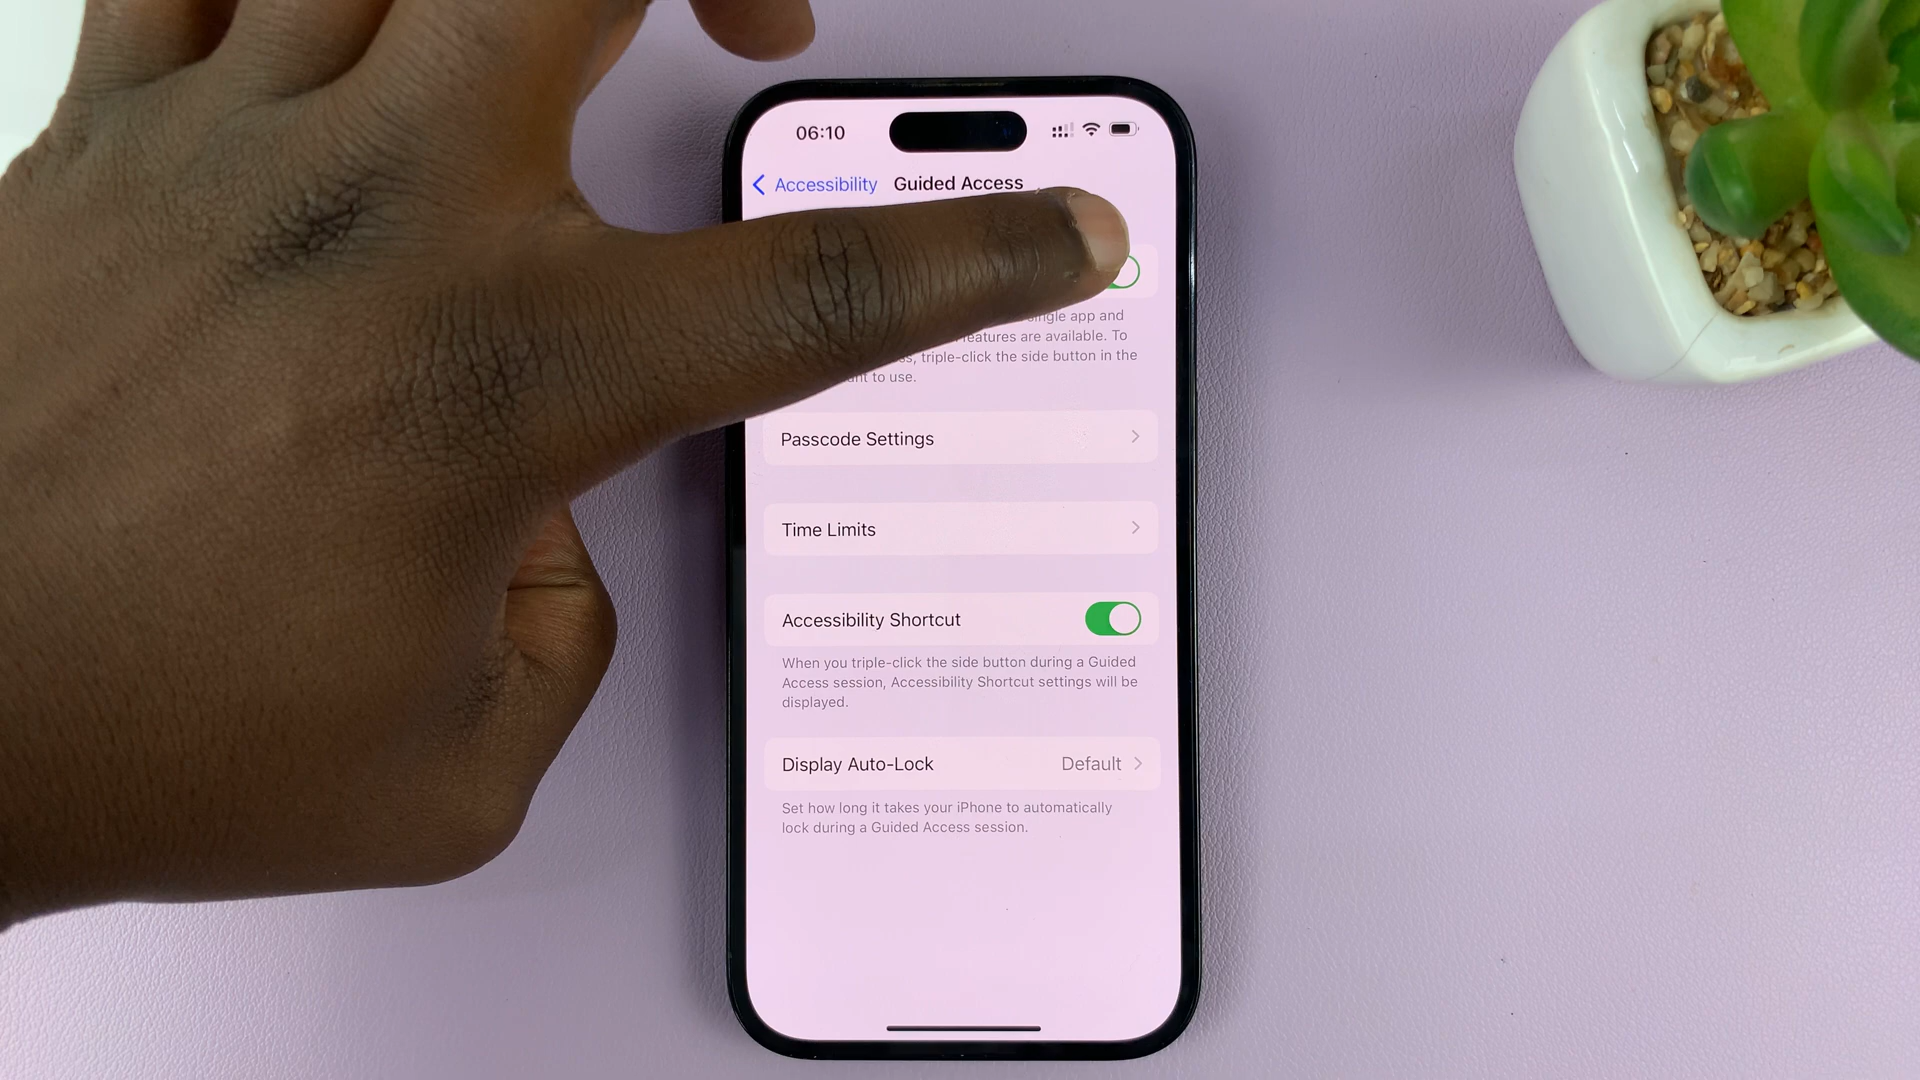 06:10
Accessibility Guided Access
single app and
features are available. To
triple-click the side button in the
to use.
Passcode Settings
Time Limits
Accessibility Shortcut
When you triple-click the side button during a Guided
Access session, Accessibility Shortcut settings will be
displayed.
Display Auto-Lock Default
Set how long it takes your iPhone to automatically
lock during a Guided Access session.